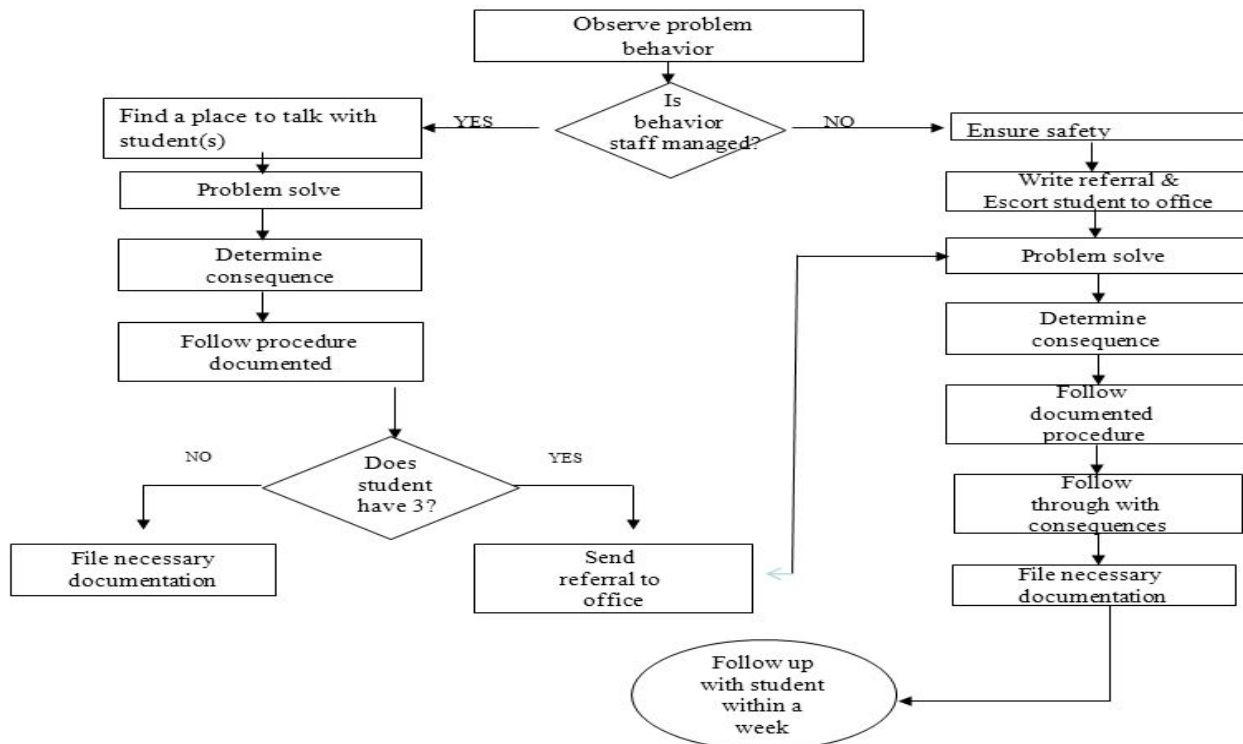 Observe problem
behavior
Is
behavior
staff managed?
YES
NO
Find a place to talk with
student(s)
Problem solve
Determine
consequence
Follow procedure
documented
Does
student
have 3?
NO
YES
File necessary
documentation
Send
referral to
office
Ensure safety
Write referral &
Escort student to office
Problem solve
Determine
consequence
Follow
documented
procedure
Follow
through with
consequences
File necessary
documentation
Follow up
with student
within a
week